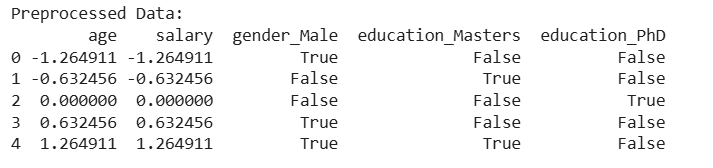 Preprocessed Data:
age salary gender_Male education_Masters education_PhD
0 -1.264911 -1.264911 True False False
1 -0.632456 -0.632456 False True False
2 0.000000 0.000000 False False True
3 0.632456 0.632456 True False False
4 1.264911 1.264911 True True False